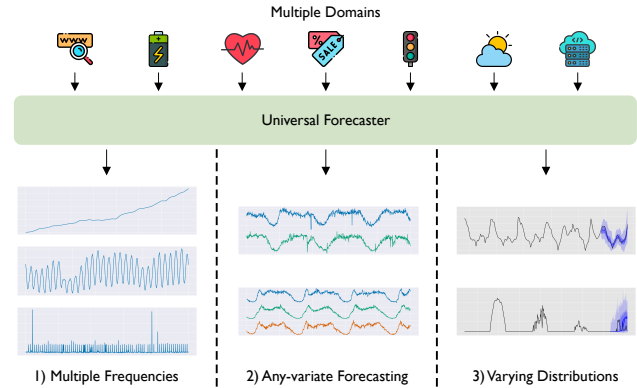 Multiple Domains
WWW
%
SALE
</>
Universal Forecaster
1) Multiple Frequencies
2) Any-variate Forecasting
3) Varying Distributions